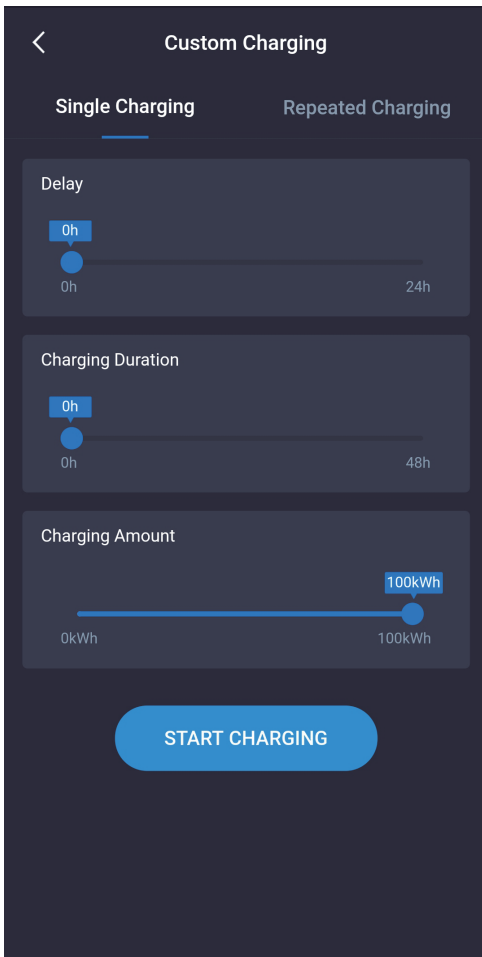 Custom Charging
Single Charging Repeated Charging
Delay
0h
0h 24h
Charging Duration
0h
0h 48h
Charging Amount
100kWh
0kWh 100kWh
START CHARGING